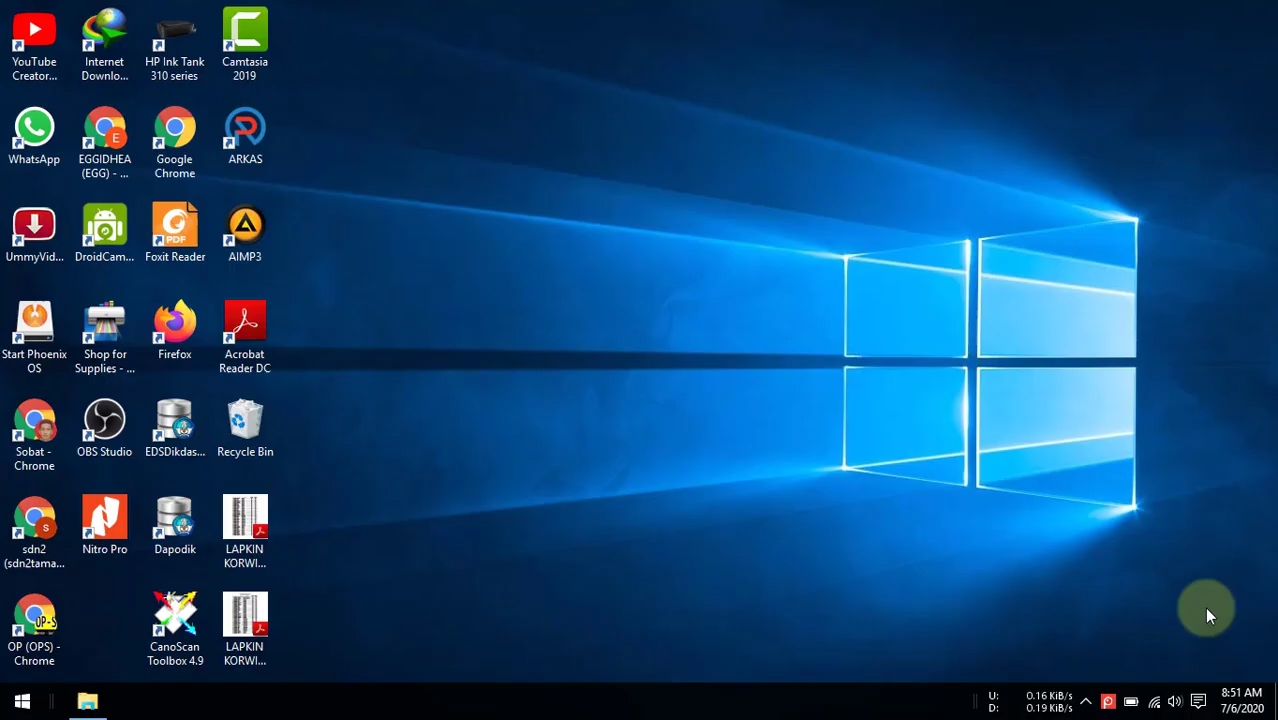 YouTube
Creator...
Internet
Downlo...
HP Ink Tank
310 series
Camtasia
2019
WhatsApp
E
EGGIDHEA
(EGG) - ...
Google
Chrome
ARKAS
UmmyVid...
DroidCam...
PDF
Foxit Reader
AIMP3
Start Phoenix
OS
Shop for
Supplies - ...
Firefox
Acrobat
Reader DC
Sobat -
Chrome
OBS Studio
EDSDikdas...
Recycle Bin
s
sdn2
(sdn2tama...
Nitro Pro
Dapodik
LAPKIN
KORWI...
OP-S
OP (OPS) -
Chrome
CanoScan
Toolbox 4.9
LAPKIN
KORWI...
U: 0.16 KiB/s
D: 0.19 KiB/s
8:51 AM
7/6/2020